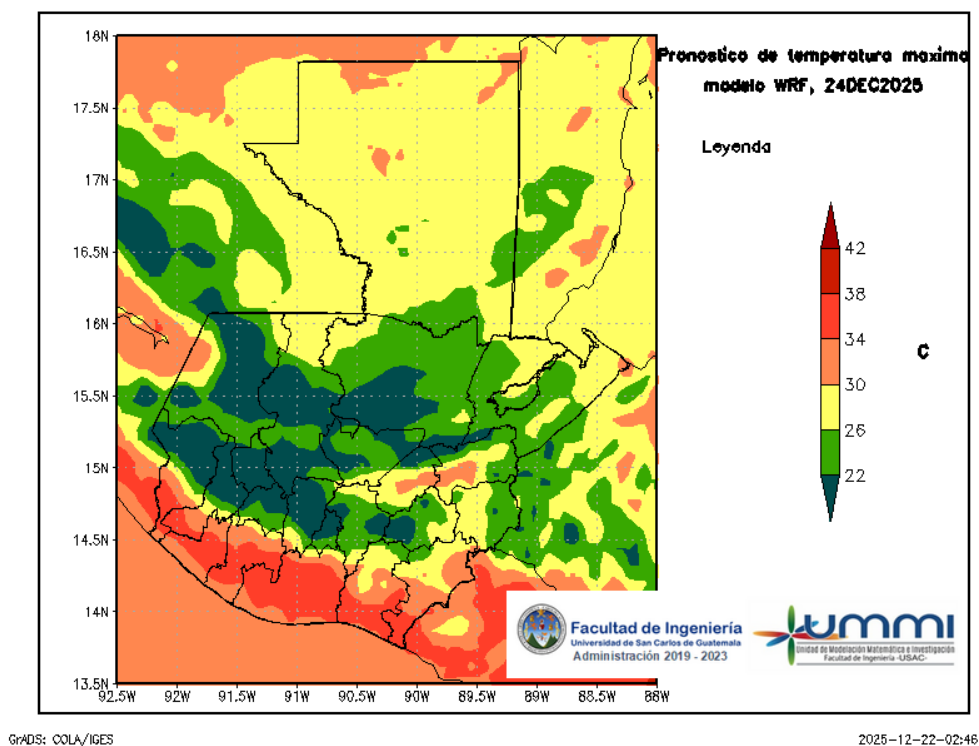 Pronostico de temperatura maxima
modelo WRF, 24DEC2025
Leyenda
18N
17.5N
17N
16.5N
16N
15.5N
15N
14.5N
14N
13.5N
92.5W
92W
91.5W
91W
90.5W
90W
89.5W
89W
88.5W
88W
42
38
34
30
26
22
C
Facultad de Ingeniería
Universidad de San Carlos de Guatemala
Administración 2019 - 2023
ummi
Unidad de Modelación Matemática e Investigación
Facultad de Ingeniería -USAC-
GrADS: COLA/IGES
2025-12-22-02:46